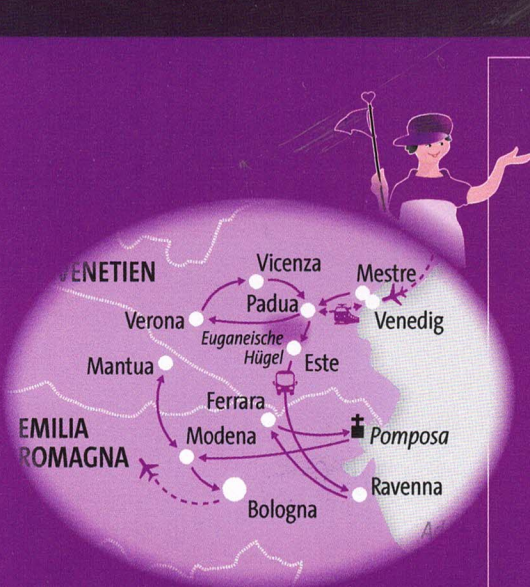 VENETIEN
Vicenza
Mestre
Padua
Venedig
Verona
Euganeische
Hügel
Este
Mantua
Ferrara
EMILIA
ROMAGNA
Modena
Pomposa
Ravenna
Bologna